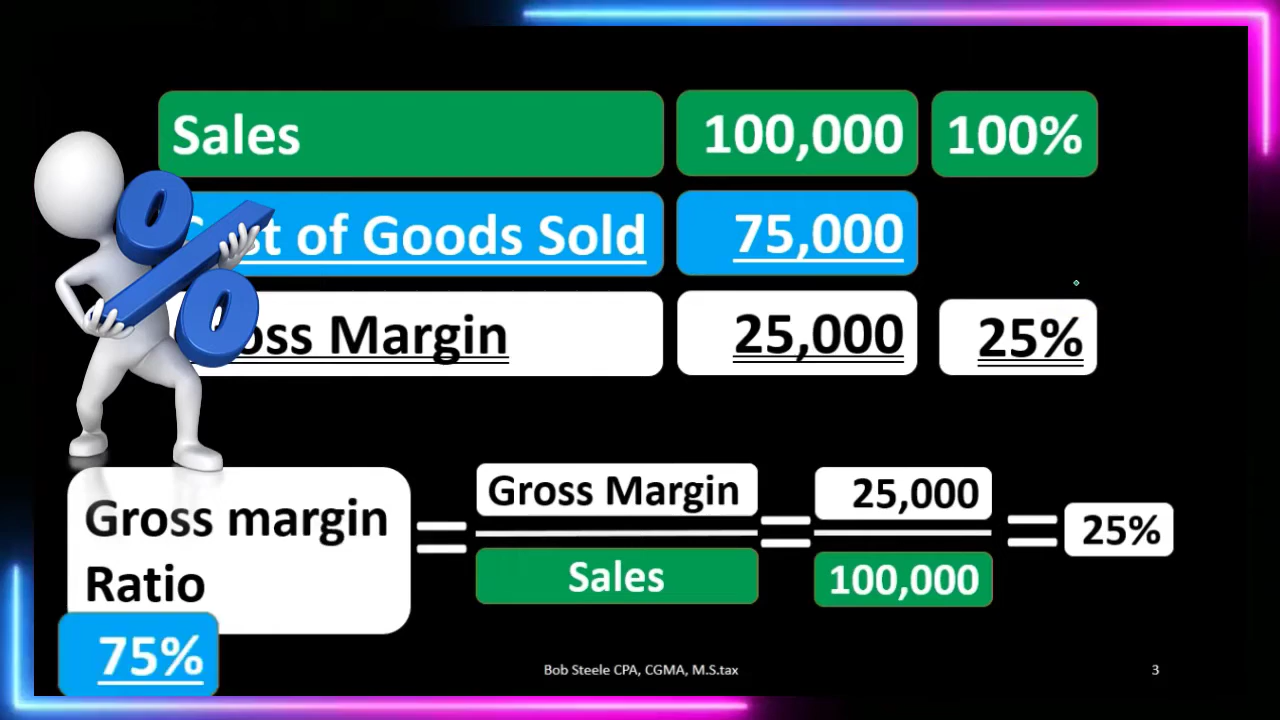 Sales 100,000 100%
of Goods Sold 75,000
Margin 25,000 25%
Gross margin
Ratio
=
Gross Margin
Sales
=
25,000
100,000
=
25%
75%
Bob Steele CPA, CGMA, M.S.tax 3